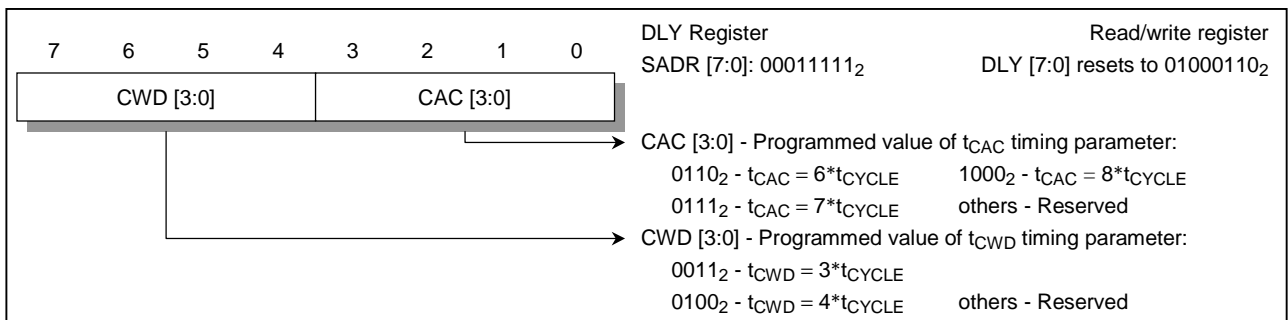 7 6 5 4 3 2 1 0
CWD [3:0] CAC [3:0]
DLY Register Read/write register
SADR [7:0]: 00011111₂ DLY [7:0] resets to 01000110₂
CAC [3:0] - Programmed value of tCAC timing parameter:
0110₂ - tCAC = 6*tCYCLE 1000₂ - tCAC = 8*tCYCLE
0111₂ - tCAC = 7*tCYCLE others - Reserved
CWD [3:0] - Programmed value of tCWD timing parameter:
0011₂ - tCWD = 3*tCYCLE
0100₂ - tCWD = 4*tCYCLE others - Reserved